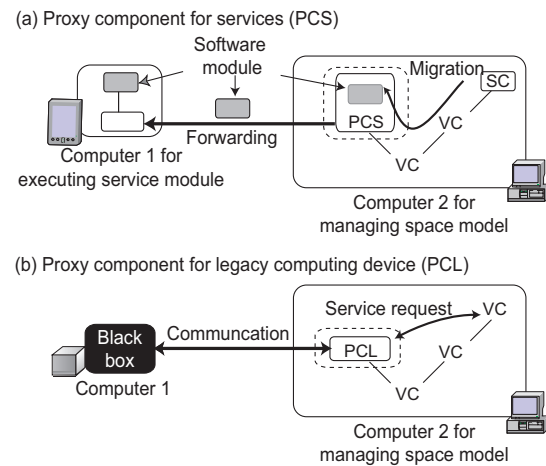 (a) Proxy component for services (PCS)
Software
module
Migration
SC
PCS
VC
VC
Forwarding
Computer 1 for
executing service module
Computer 2 for
managing space model
(b) Proxy component for legacy computing device (PCL)
Service request
VC
Black
box
Communcation
PCL
VC
VC
Computer 1
Computer 2 for
managing space model